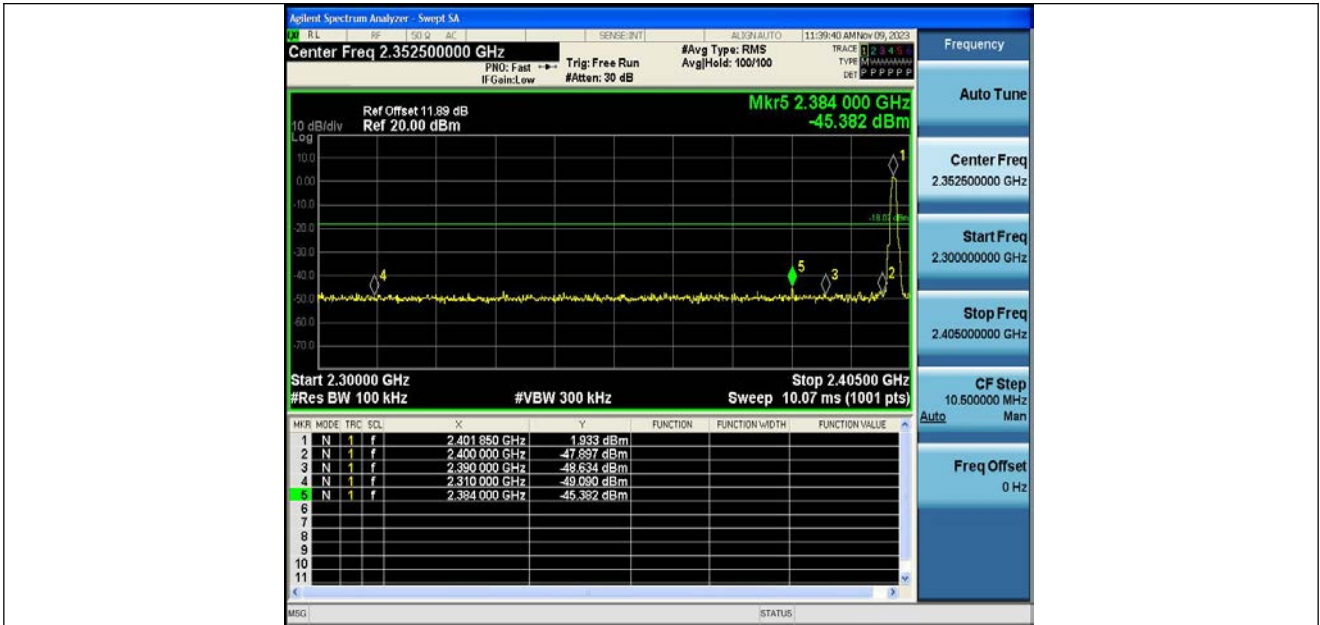 Agilent Spectrum Analyzer - Swept SA
RL RF 50 Ω AC SENSE:INT ALIGN AUTO 11:39:40 AM Nov 09, 2023
Center Freq 2.352500000 GHz
PNO: Fast
IFGain:Low
Trig: Free Run
#Atten: 30 dB
#Avg Type: RMS
Avg|Hold: 100/100
TRACE 1 2 3 4 5 6
TYPE M
DET P P P P P P
Mkr5 2.384 000 GHz
-45.382 dBm
Ref Offset 11.89 dB
10 dB/div Ref 20.00 dBm
Log
10.0
0.00
-10.0
-20.0
-30.0
-40.0
-50.0
-60.0
-70.0
1
-18.07 dBm
4
5
3
2
Start 2.30000 GHz Stop 2.40500 GHz
#Res BW 100 kHz #VBW 300 kHz Sweep 10.07 ms (1001 pts)
MKR MODE TRC SCL X Y FUNCTION FUNCTION WIDTH FUNCTION VALUE
1 N 1 f 2.401 850 GHz 1.933 dBm
2 N 1 f 2.400 000 GHz -47.897 dBm
3 N 1 f 2.390 000 GHz -48.634 dBm
4 N 1 f 2.310 000 GHz -49.090 dBm
5 N 1 f 2.384 000 GHz -45.382 dBm
6
7
8
9
10
11
MSG STATUS
Frequency
Auto Tune
Center Freq
2.352500000 GHz
Start Freq
2.300000000 GHz
Stop Freq
2.405000000 GHz
CF Step
10.500000 MHz
Auto Man
Freq Offset
0 Hz